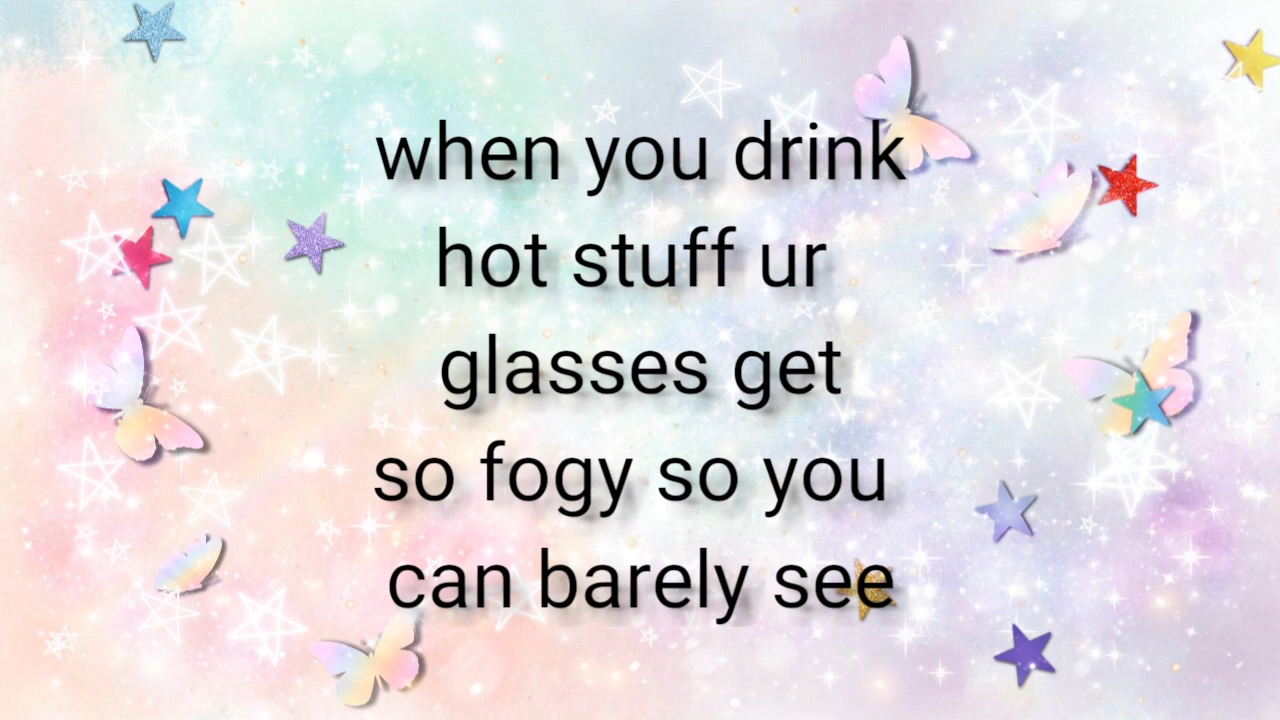 when you drink
hot stuff ur
glasses get
so fogy so you
can barely see